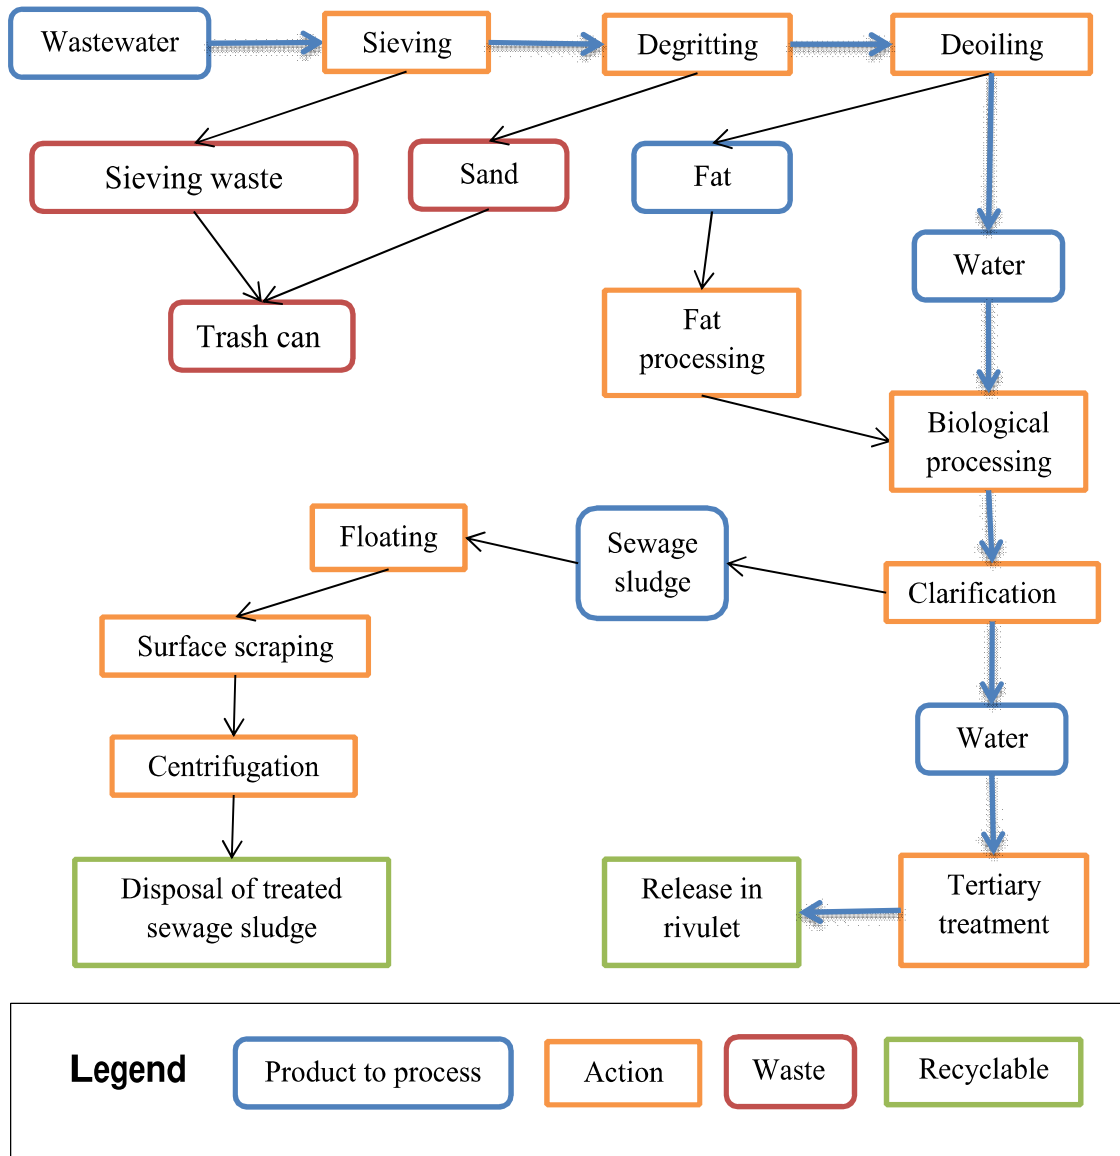 Wastewater
Sieving
Degritting
Deoiling
Sieving waste
Sand
Fat
Water
Trash can
Fat
processing
Biological
processing
Floating
Sewage
sludge
Clarification
Surface scraping
Water
Centrifugation
Disposal of treated
sewage sludge
Release in
rivulet
Tertiary
treatment
Legend
Product to process
Action
Waste
Recyclable